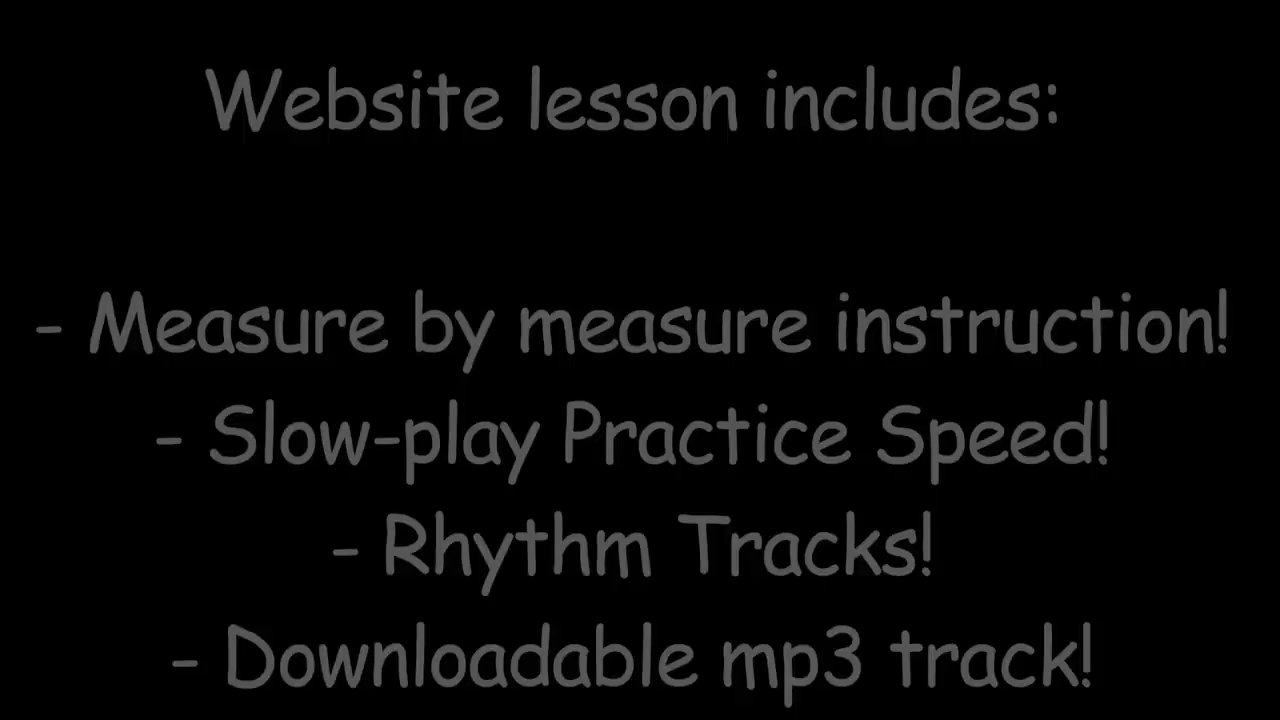 Website lesson includes:
- Measure by measure instruction!
- Slow-play Practice Speed!
- Rhythm Tracks!
- Downloadable mp3 track!